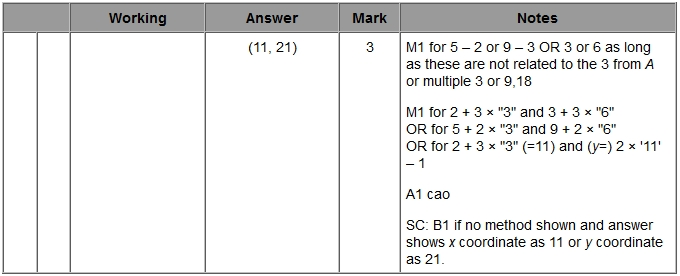 Working Answer Mark Notes
(11, 21) 3 M1 for 5 – 2 or 9 – 3 OR 3 or 6 as long
as these are not related to the 3 from A
or multiple 3 or 9,18
M1 for 2 + 3 × "3" and 3 + 3 × "6"
OR for 5 + 2 × "3" and 9 + 2 × "6"
OR for 2 + 3 × "3" (=11) and (y=) 2 × '11'
– 1
A1 cao
SC: B1 if no method shown and answer
shows x coordinate as 11 or y coordinate
as 21.